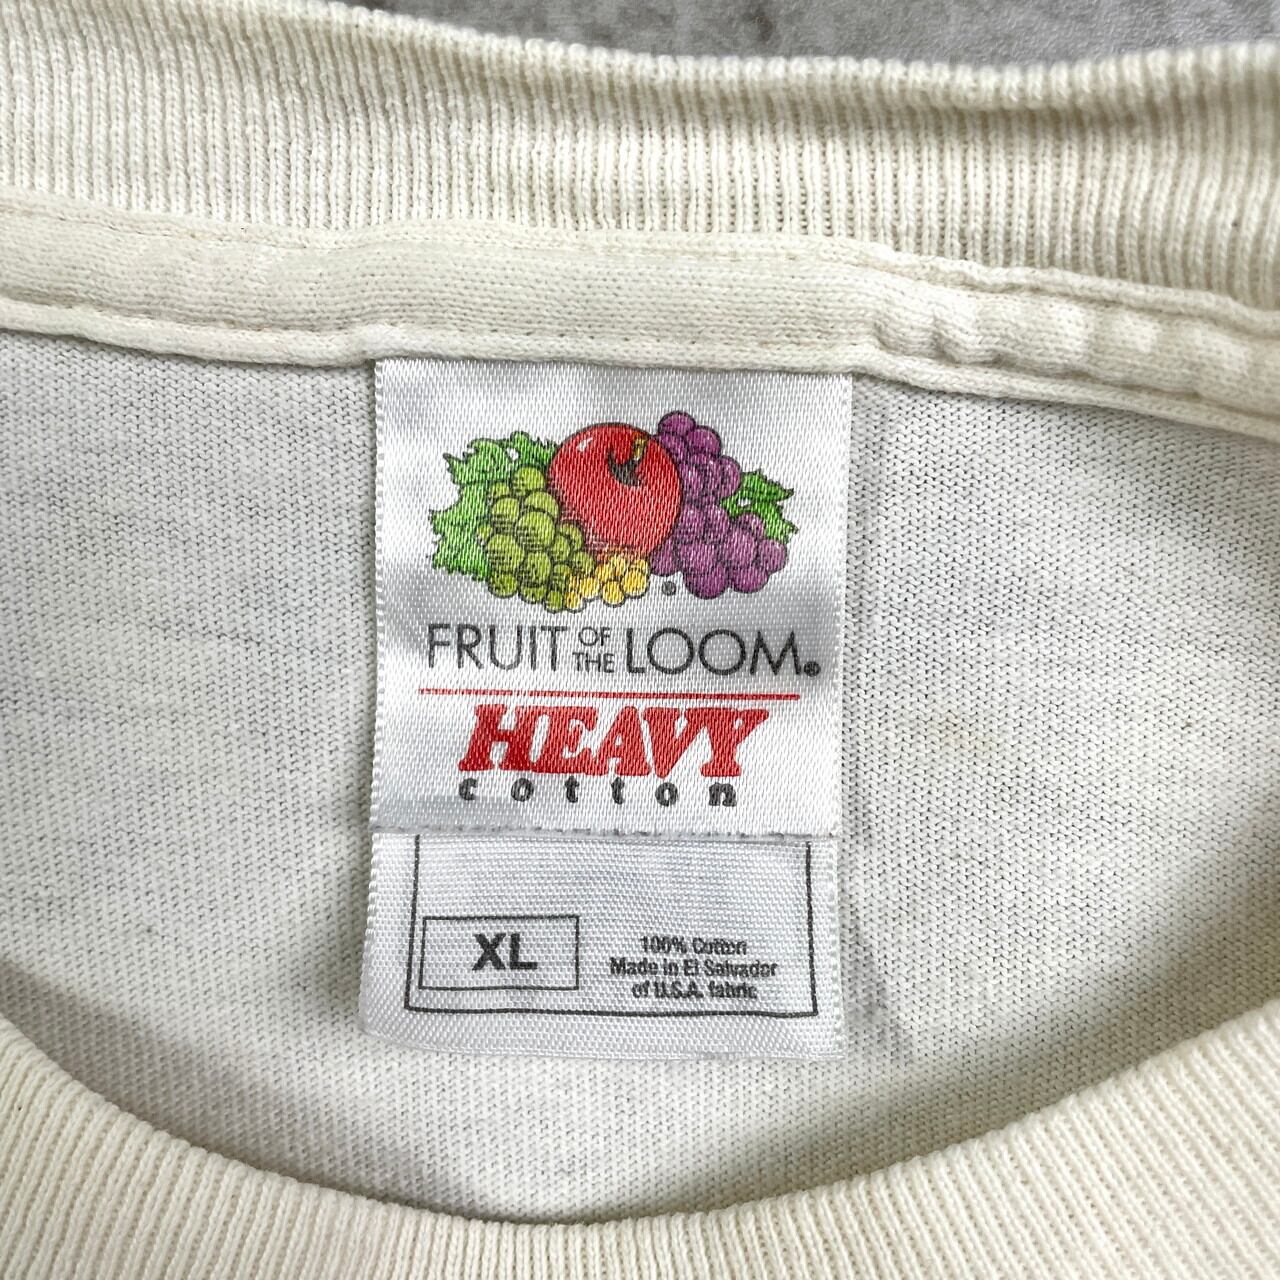 FRUIT OF THE LOOM®
HEAVY
cotton
XL
100% Cotton
Made in El Salvador
of U.S.A. fabric